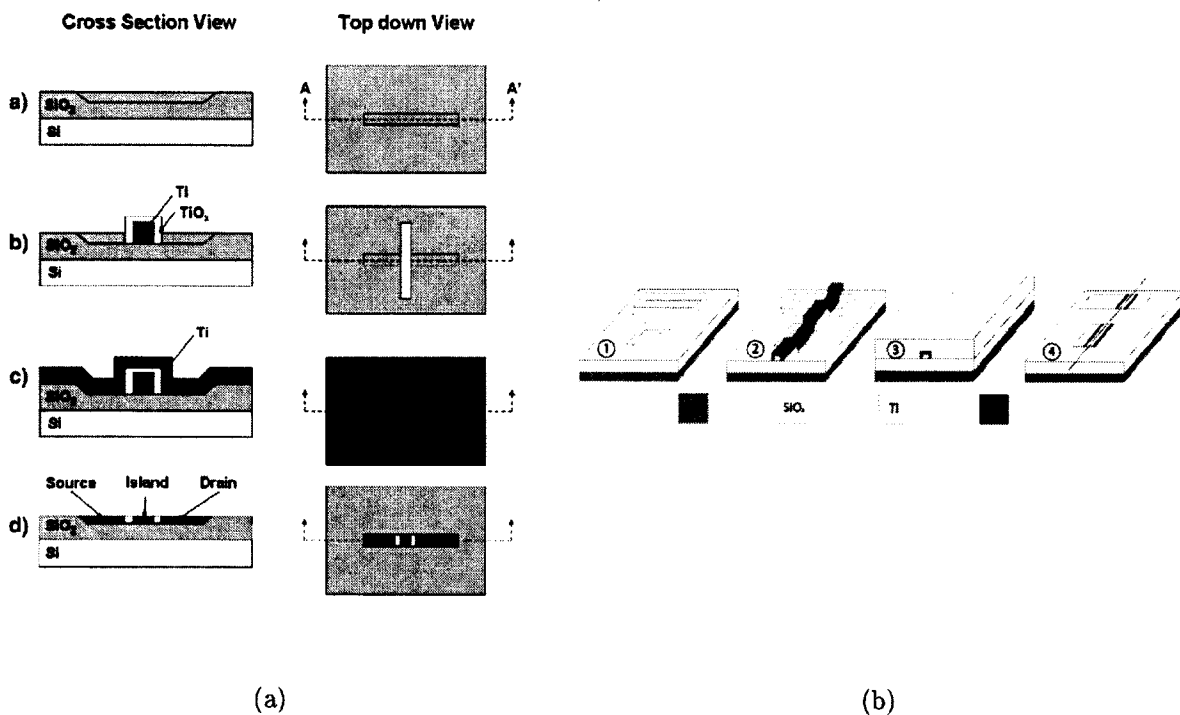 Cross Section View
Top down View
a)
SiO2
Si
A
A'
b)
Ti
TiOx
SiO2
Si
c)
Ti
SiO2
Si
d)
Source
Island
Drain
SiO2
Si
①
②
③
④
SiOx
Ti
(a)
(b)